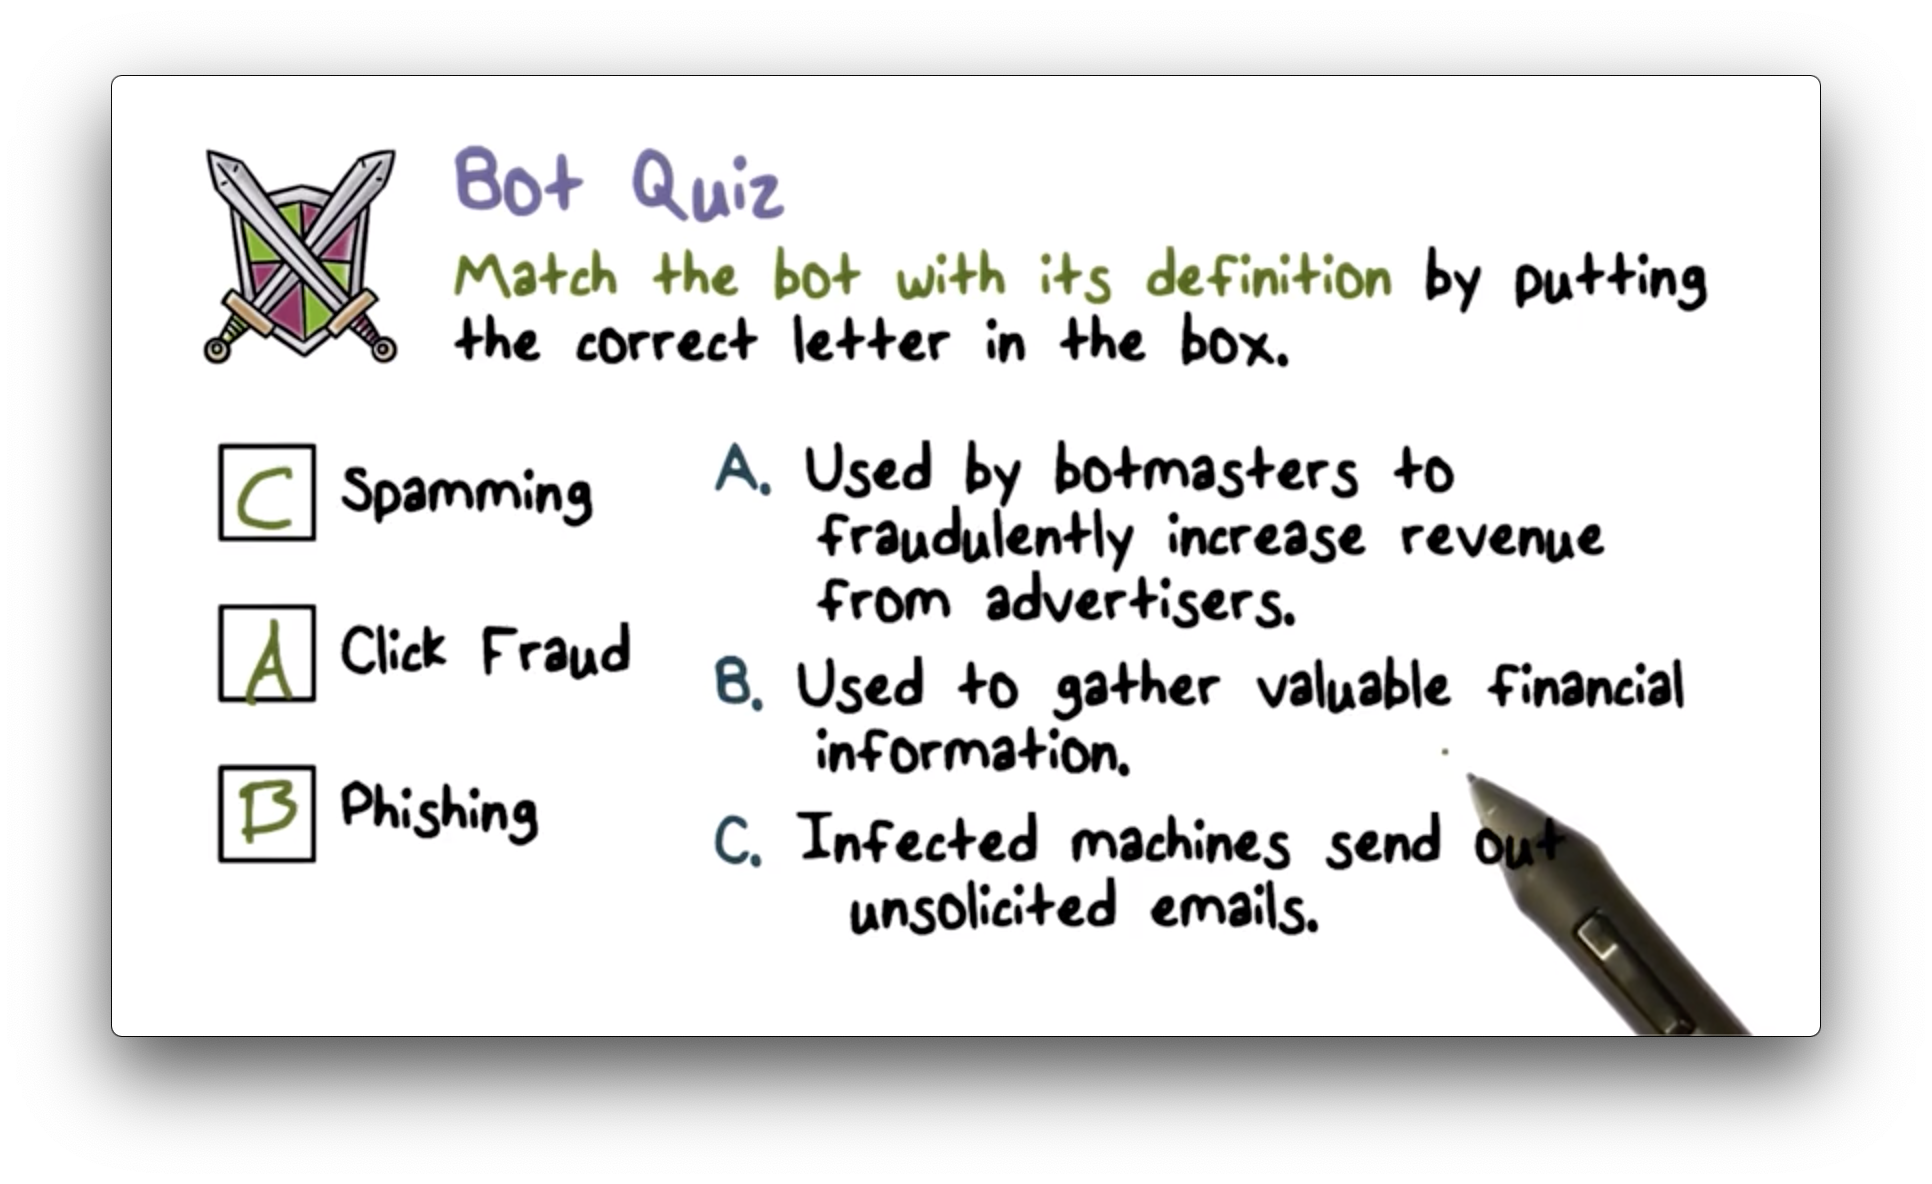 Bot Quiz
Match the bot with its definition by putting
the correct letter in the box.
C Spamming
A Click Fraud
B Phishing
A. Used by botmasters to
fraudulently increase revenue
from advertisers.
B. Used to gather valuable financial
information.
C. Infected machines send out
unsolicited emails.